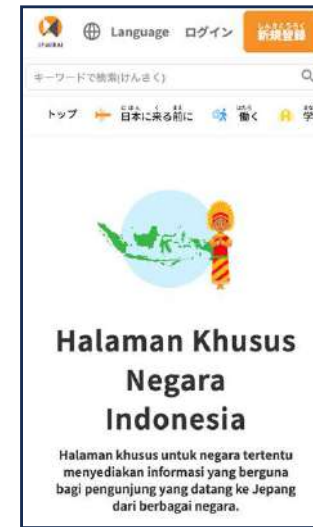 Language ログイン 新規登録
キーワードで検索(けんさく)
トップ 日本に来る前に 働く 学
Halaman Khusus
Negara
Indonesia
Halaman khusus untuk negara tertentu
menyediakan informasi yang berguna
bagi pengunjung yang datang ke Jepang
dari berbagai negara.